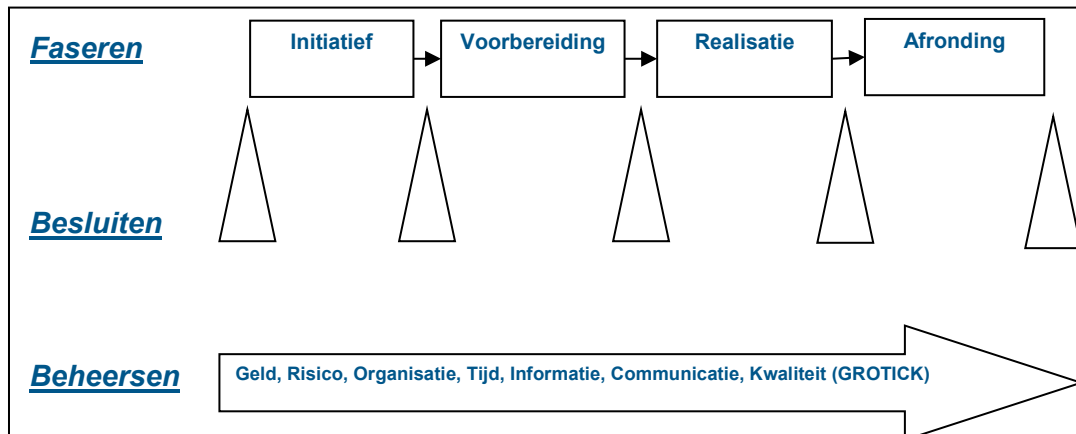 Faseren
Initiatief
Voorbereiding
Realisatie
Afronding
Besluiten
Beheersen
Geld, Risico, Organisatie, Tijd, Informatie, Communicatie, Kwaliteit (GROTICK)